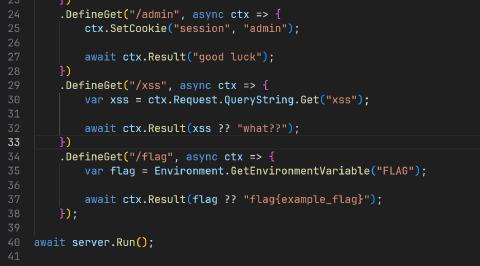 23 })
24 .DefineGet("/admin", async ctx => {
25 ctx.SetCookie("session", "admin");
26
27 await ctx.Result("good luck");
28 })
29 .DefineGet("/xss", async ctx => {
30 var xss = ctx.Request.QueryString.Get("xss");
31
32 await ctx.Result(xss ?? "what??");
33 })
34 .DefineGet("/flag", async ctx => {
35 var flag = Environment.GetEnvironmentVariable("FLAG");
36
37 await ctx.Result(flag ?? "flag{example_flag}");
38 });
39
40 await server.Run();
41